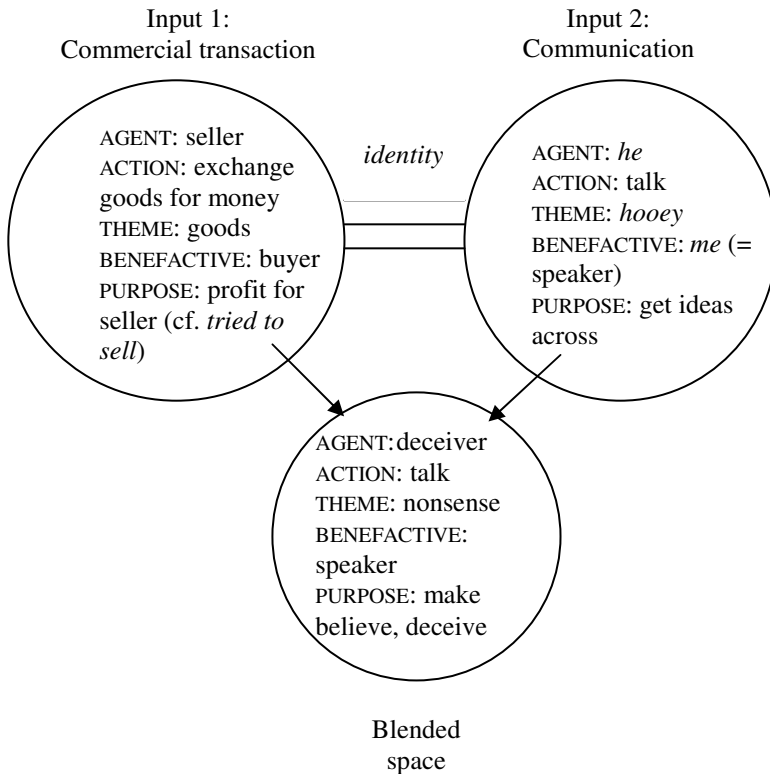 Input 1:
Commercial transaction
Input 2:
Communication
AGENT: seller
ACTION: exchange
goods for money
THEME: goods
BENEFACTIVE: buyer
PURPOSE: profit for
seller (cf. tried to
sell)
identity
AGENT: he
ACTION: talk
THEME: hooey
BENEFACTIVE: me (=
speaker)
PURPOSE: get ideas
across
AGENT: deceiver
ACTION: talk
THEME: nonsense
BENEFACTIVE:
speaker
PURPOSE: make
believe, deceive
Blended
space